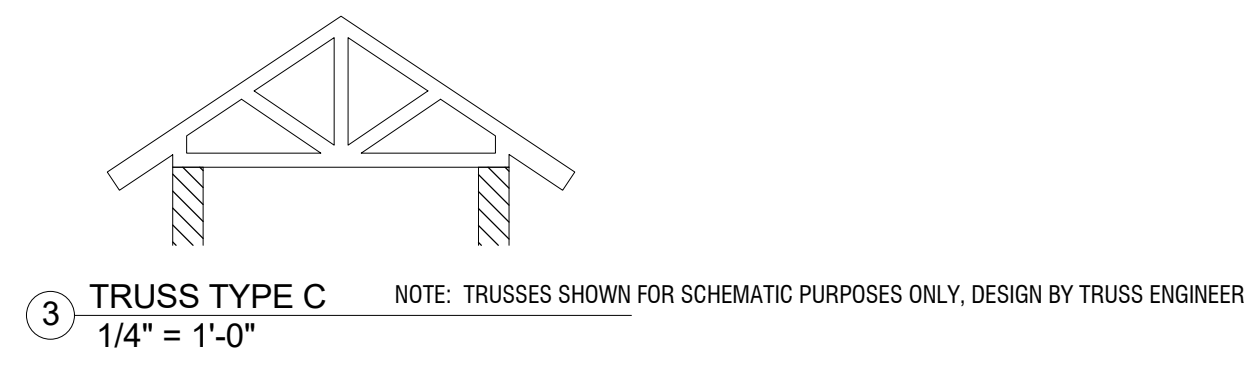 3
TRUSS TYPE C
NOTE: TRUSSES SHOWN FOR SCHEMATIC PURPOSES ONLY, DESIGN BY TRUSS ENGINEER
1/4" = 1'-0"